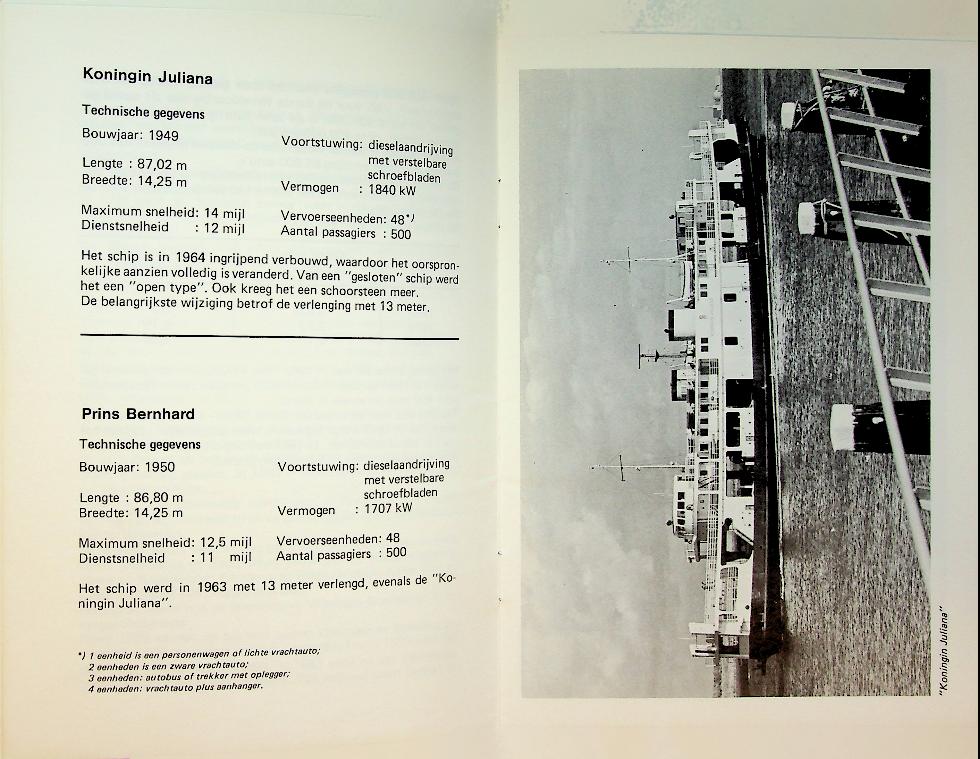 Koningin Juliana
Technische gegevens
Bouwjaar: 1949
Lengte : 87,02 m
Breedte: 14,25 m
Maximum snelheid: 14 mijl
Dienstsnelheid : 12 mijl
Voortstuwing: dieselaandrijving
met verstelbare
schroefbladen
Vermogen : 1840 kW
Vervoerseenheden: 48*)
Aantal passagiers : 500
Het schip is in 1964 ingrijpend verbouwd, waardoor het oorspron-
kelijke aanzien volledig is veranderd. Van een "gesloten" schip werd
het een "open type". Ook kreeg het een schoorsteen meer.
De belangrijkste wijziging betrof de verlenging met 13 meter.
Prins Bernhard
Technische gegevens
Bouwjaar: 1950
Lengte : 86,80 m
Breedte: 14,25 m
Maximum snelheid: 12,5 mijl
Dienstsnelheid : 11 mijl
Voortstuwing: dieselaandrijving
met verstelbare
schroefbladen
Vermogen : 1707 kW
Vervoerseenheden: 48
Aantal passagiers : 500
Het schip werd in 1963 met 13 meter verlengd, evenals de "Ko-
ningin Juliana".
*) 1 eenheid is een personenwagen of lichte vrachtauto;
2 eenheden is een zware vrachtauto;
3 eenheden: autobus of trekker met oplegger;
4 eenheden: vrachtauto plus aanhanger.
"Koningin Juliana"